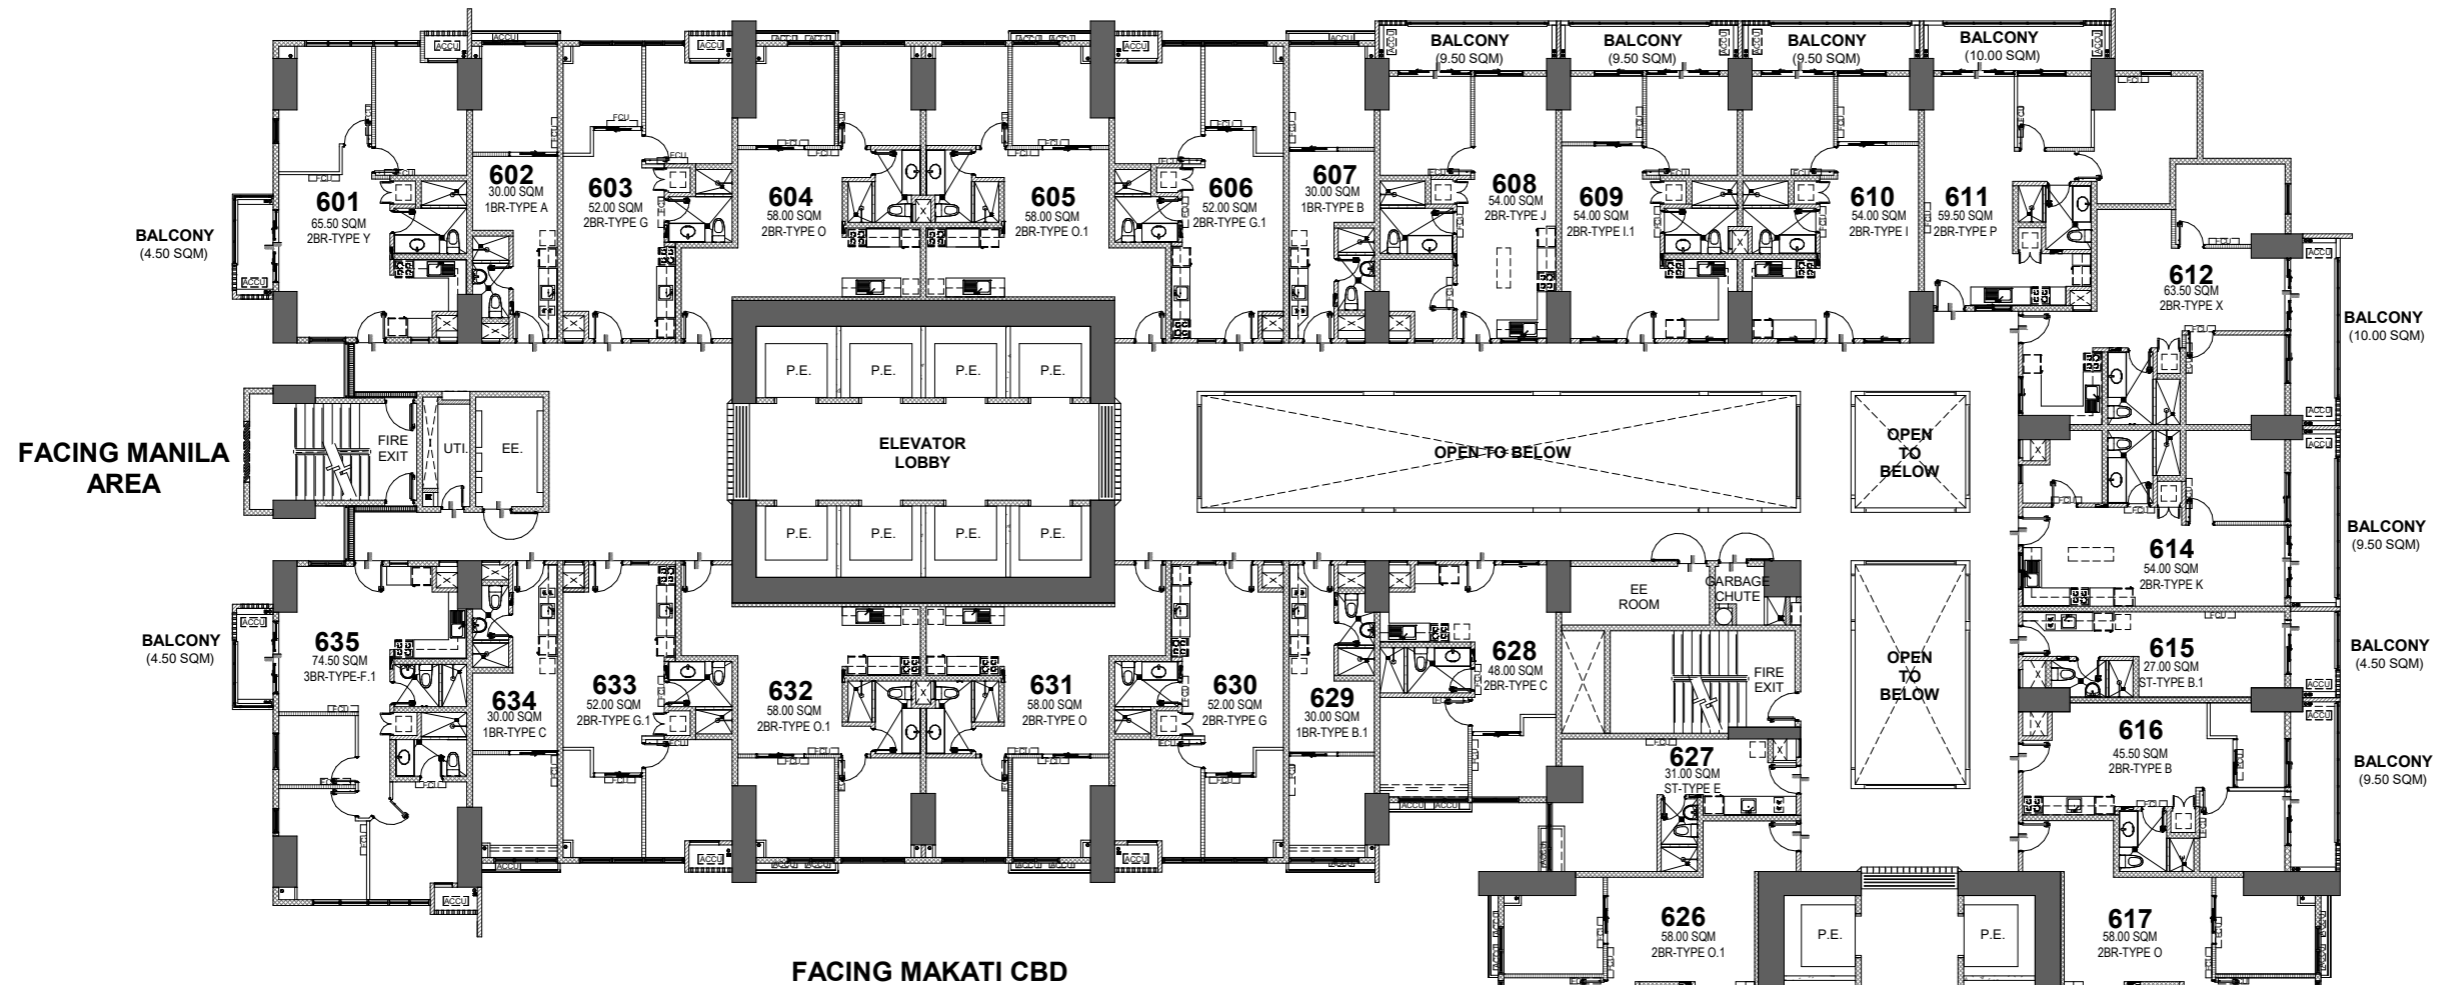 BALCONY
(9.50 SQM)
BALCONY
(9.50 SQM)
BALCONY
(9.50 SQM)
BALCONY
(10.00 SQM)
ACCU
ACCU
ACCU
FCU
FCU
601
65.50 SQM
2BR-TYPE Y
602
30.00 SQM
1BR-TYPE A
603
52.00 SQM
2BR-TYPE G
604
58.00 SQM
2BR-TYPE O
605
58.00 SQM
2BR-TYPE O.1
606
52.00 SQM
2BR-TYPE G.1
607
30.00 SQM
1BR-TYPE B
608
54.00 SQM
2BR-TYPE J
609
54.00 SQM
2BR-TYPE I.1
610
54.00 SQM
2BR-TYPE I
611
59.50 SQM
2BR-TYPE P
612
63.50 SQM
2BR-TYPE X
BALCONY
(4.50 SQM)
ACCU
BALCONY
(10.00 SQM)
P.E.
P.E.
P.E.
P.E.
FACING MANILA
AREA
FIRE
EXIT
UTI.
EE.
ELEVATOR
LOBBY
OPEN TO BELOW
OPEN
TO
BELOW
P.E.
P.E.
P.E.
P.E.
BALCONY
(9.50 SQM)
614
54.00 SQM
2BR-TYPE K
EE
ROOM
GARBAGE
CHUTE
BALCONY
(4.50 SQM)
ACCU
635
74.50 SQM
3BR-TYPE-F.1
634
30.00 SQM
1BR-TYPE C
633
52.00 SQM
2BR-TYPE G.1
632
58.00 SQM
2BR-TYPE O.1
631
58.00 SQM
2BR-TYPE O
630
52.00 SQM
2BR-TYPE G
629
30.00 SQM
1BR-TYPE B.1
628
48.00 SQM
2BR-TYPE C
FIRE
EXIT
OPEN
TO
BELOW
615
27.00 SQM
ST-TYPE B.1
BALCONY
(4.50 SQM)
627
31.00 SQM
ST-TYPE E
616
45.50 SQM
2BR-TYPE B
BALCONY
(9.50 SQM)
ACCU
ACCU
626
58.00 SQM
2BR-TYPE O.1
P.E.
P.E.
617
58.00 SQM
2BR-TYPE O
FACING MAKATI CBD